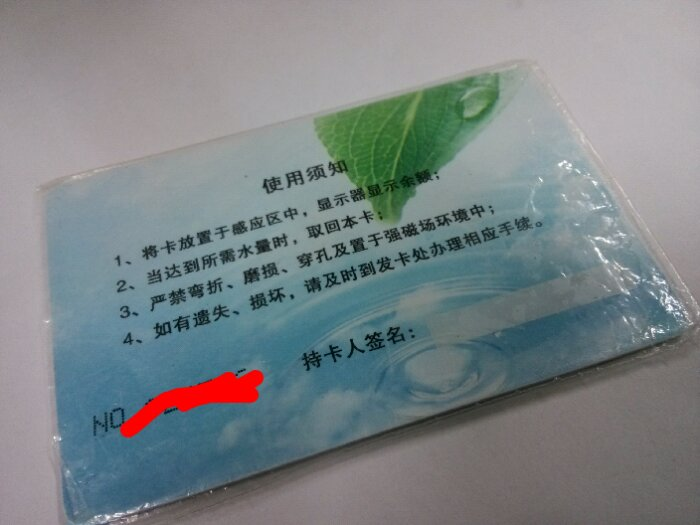 使用须知
1、将卡放置于感应区中，显示器显示余额；
2、当达到所需水量时，取回本卡；
3、严禁弯折、磨损、穿孔及置于强磁场环境中；
4、如有遗失、损坏，请及时到发卡处办理相应手续。
持卡人签名：
NO